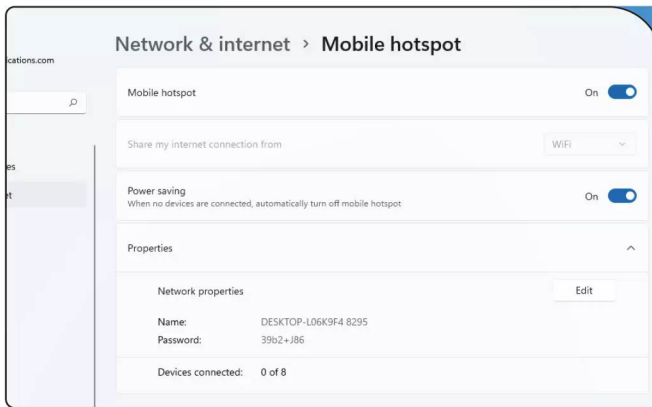 Network & internet > Mobile hotspot
ications.com
Mobile hotspot On
Share my internet connection from WiFi
es
et
Power saving
When no devices are connected, automatically turn off mobile hotspot
On
Properties
Network properties Edit
Name: DESKTOP-L06K9F4 8295
Password: 39b2+J86
Devices connected: 0 of 8